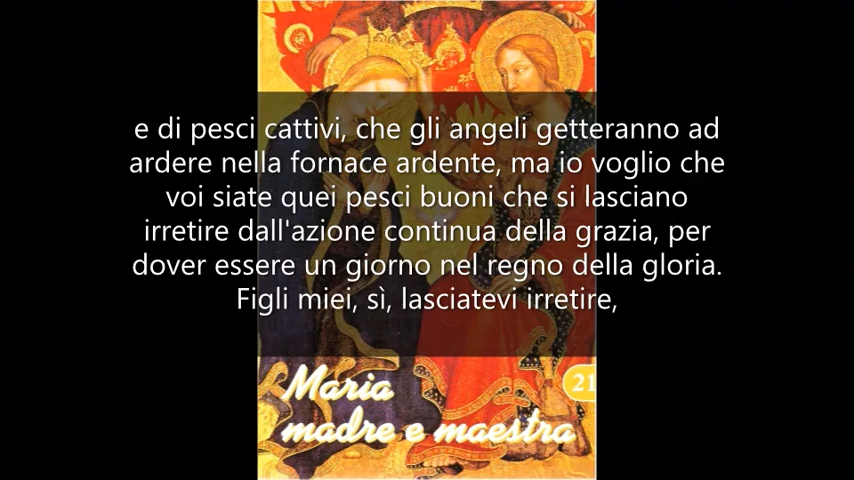 e di pesci cattivi, che gli angeli getteranno ad
ardere nella fornace ardente, ma io voglio che
voi siate quei pesci buoni che si lasciano
irretire dall'azione continua della grazia, per
dover essere un giorno nel regno della gloria.
Figli miei, sì, lasciatevi irretire,
Maria
21
madre e maestra